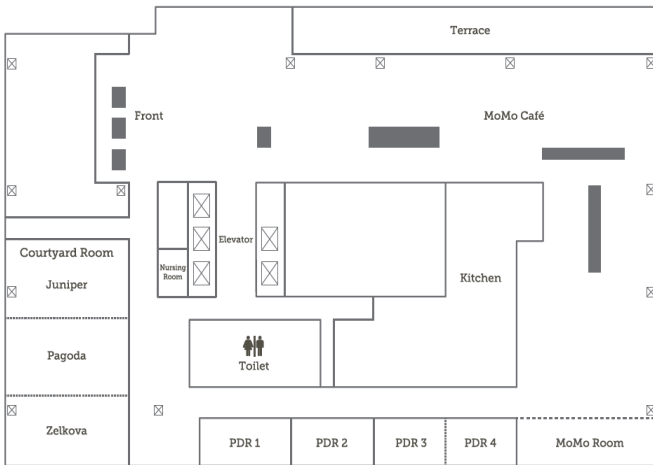 Terrace
Front
MoMo Café
Courtyard Room
Juniper
Elevator
Nursing
Room
Kitchen
Pagoda
Toilet
Zelkova
PDR 1
PDR 2
PDR 3
PDR 4
MoMo Room